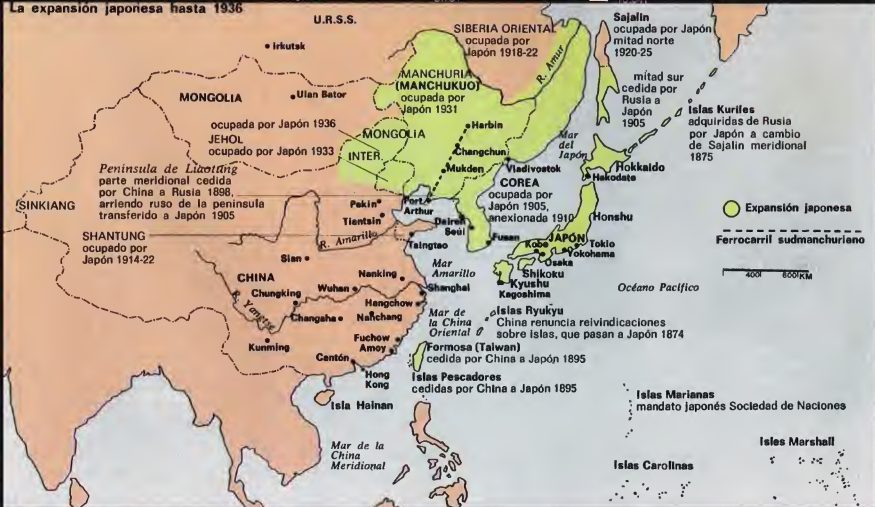 La expansión japonesa hasta 1936
U.R.S.S.
Irkutsk
SIBERIA ORIENTAL
ocupada por
Japón 1918-22
R. Amur
Sajalin
ocupada por Japón
mitad norte
1920-25
mitad sur
cedida por
Rusia a
Japón
1905
Islas Kuriles
adquiridas de Rusia
por Japón a cambio
de Sajalin meridional
1875
MANCHURIA
(MANCHUKUO)
ocupada por
Japón 1931
MONGOLIA
Ulan Bator
ocupada por Japón 1936
JEHOL
ocupado por Japón 1933
MONGOLIA
INTER.
Harbin
Changchun
Mukden
Vladivostok
Mar
del
Japón
Hokkaido
Hakodate
Península de Liaotung
parte meridional cedida
por China a Rusia 1898,
arriendo ruso de la península
transferido a Japón 1905
SINKIANG
Pekin
Tientsin
Port
Arthur
Dairen
Seúl
COREA
ocupada por
Japón 1905,
anexionada 1910
Fusan
Honshu
JAPÓN
Kobe
Tokio
Yokohama
Osaka
Shikoku
Kyushu
Kagoshima
Expansión japonesa
Ferrocarril sudmanchuriano
400 600 KM
SHANTUNG
ocupado por
Japón 1914-22
R. Amarillo
Tsingtao
Sian
Mar
Amarillo
CHINA
Nanking
Shanghai
Chungking
Wuhan
Hangchow
Yangtse
Changsha
Nanchang
Mar de
la China
Oriental
Océano Pacífico
Islas Ryukyu
China renuncia reivindicaciones
sobre islas, que pasan a Japón 1874
Kunming
Fuchow
Amoy
Cantón
Hong
Kong
Formosa (Taiwan)
cedida por China a Japón 1895
Islas Pescadores
cedidas por China a Japón 1895
Isla Hainan
Mar de la
China
Meridional
Islas Marianas
mandato japonés Sociedad de Naciones
Isles Marshall
Islas Carolinas